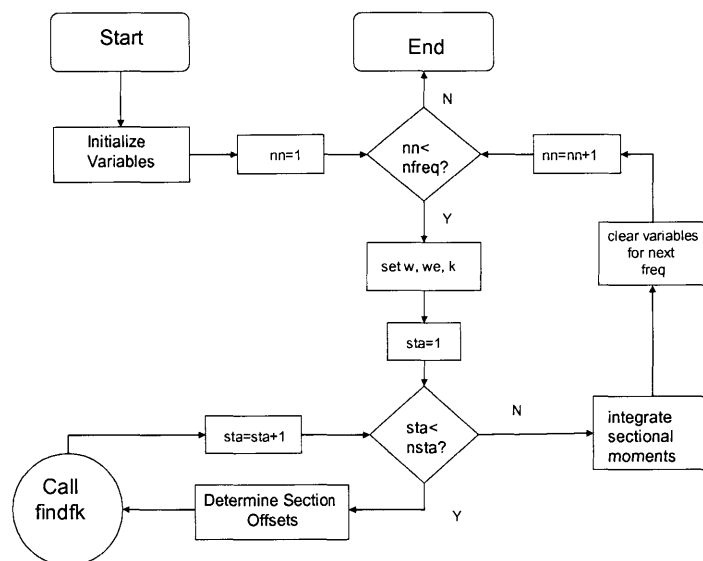 Start
End
N
Initialize
Variables
nn=1
nn<
nfreq?
nn=nn+1
Y
clear variables
for next
freq
set w, we, k
sta=1
sta<
nsta?
N
sta=sta+1
integrate
sectional
moments
Call
findfk
Determine Section
Offsets
Y